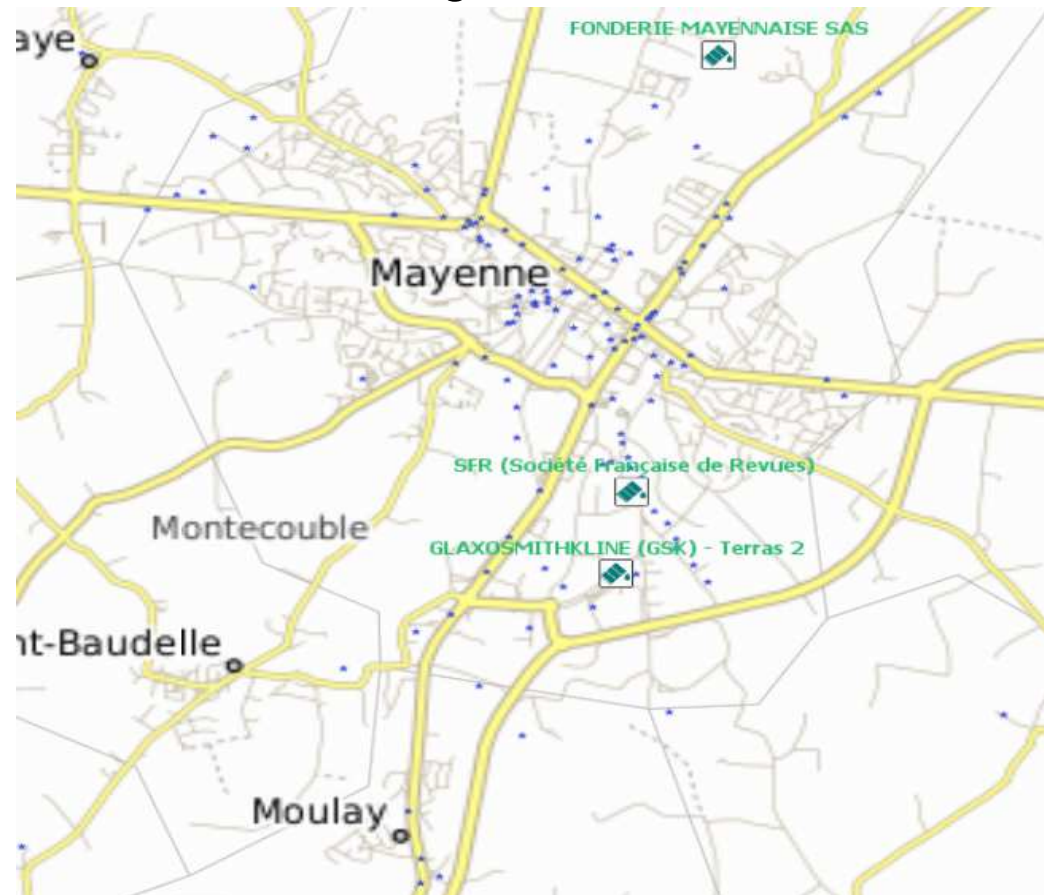 FONDERIE MAYENNAISE SAS
aye
Mayenne
SFR (Société Française de Revues)
Montecouble
GLAXOSMITHKLINE (GSK) - Terras 2
nt-Baudelle
Moulay